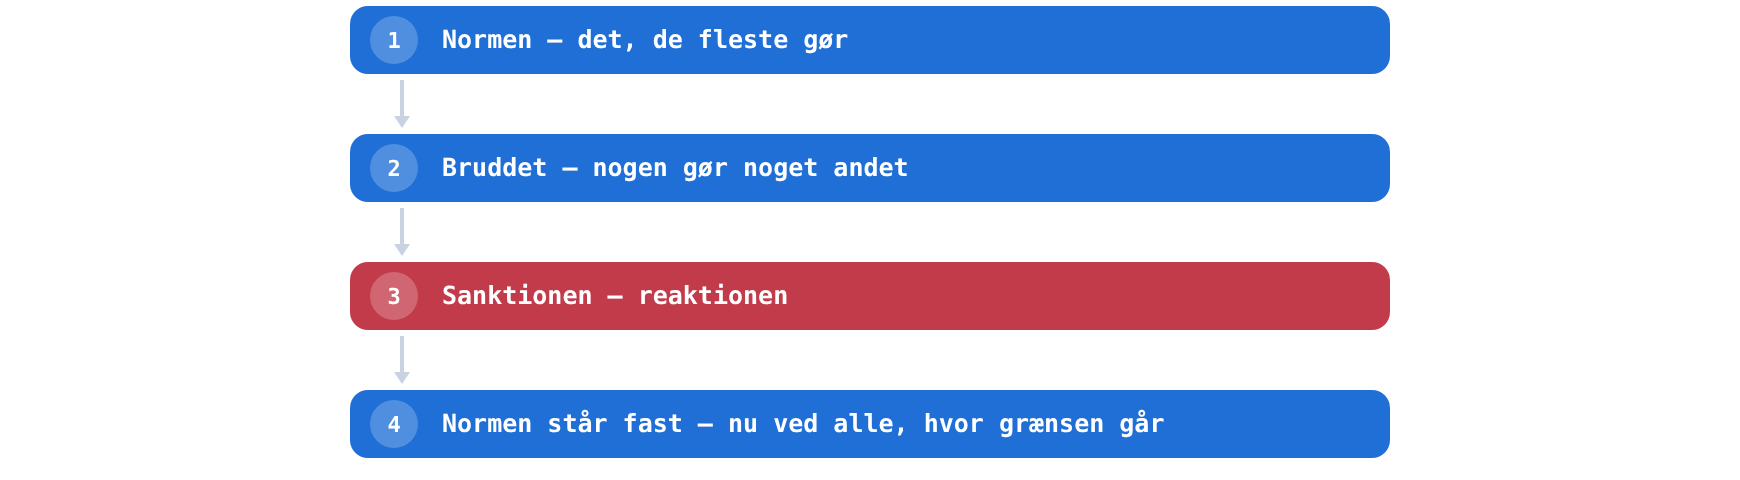 1 Normen – det, de fleste gør
2 Bruddet – nogen gør noget andet
3 Sanktionen – reaktionen
4 Normen står fast – nu ved alle, hvor grænsen går